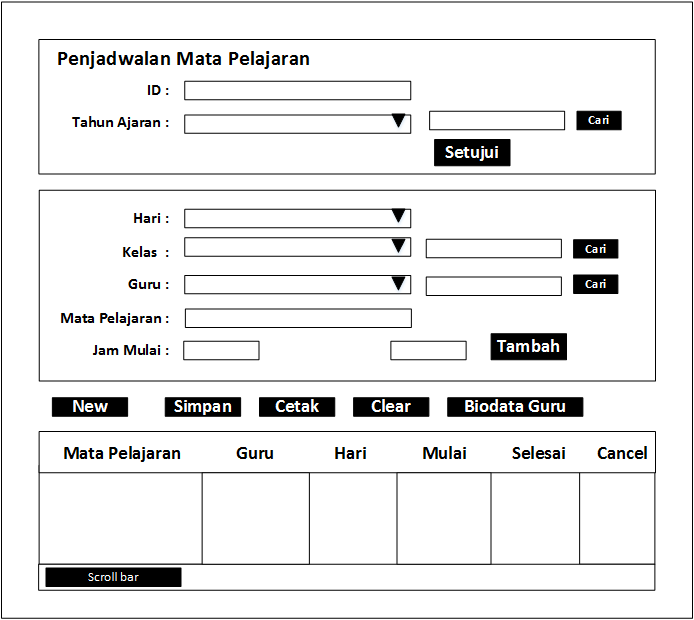 Penjadwalan Mata Pelajaran
ID :
Tahun Ajaran : Cari
Setujui
Hari :
Kelas : Cari
Guru : Cari
Mata Pelajaran :
Jam Mulai : Tambah
New Simpan Cetak Clear Biodata Guru
Mata Pelajaran Guru Hari Mulai Selesai Cancel
Scroll bar